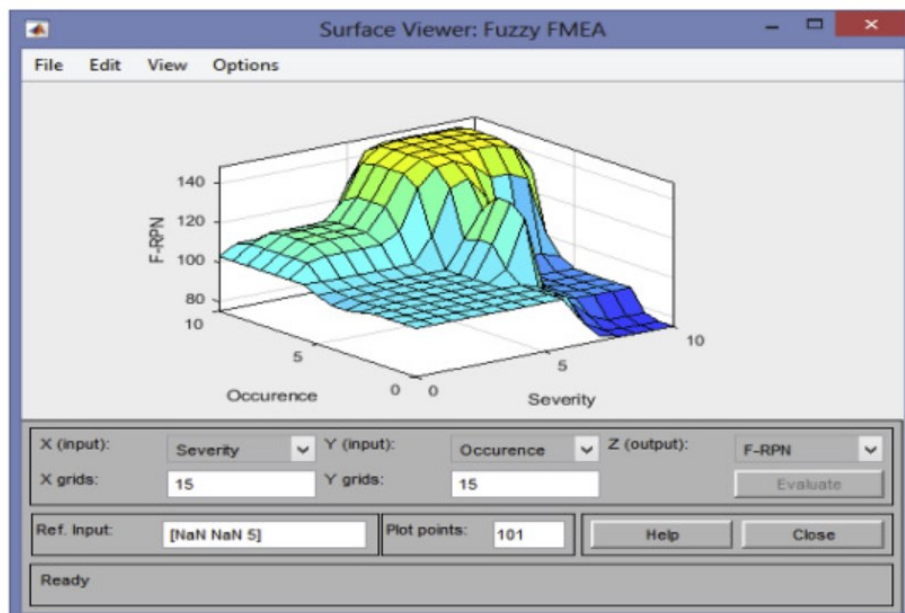 Surface Viewer: Fuzzy FMEA
File Edit View Options
140
120
100
80
F-RPN
10
5
0
Occurence
0
5
10
Severity
X (input): Severity Y (input): Occurence Z (output): F-RPN
X grids: 15 Y grids: 15 Evaluate
Ref. Input: [NaN NaN 5] Plot points: 101 Help Close
Ready